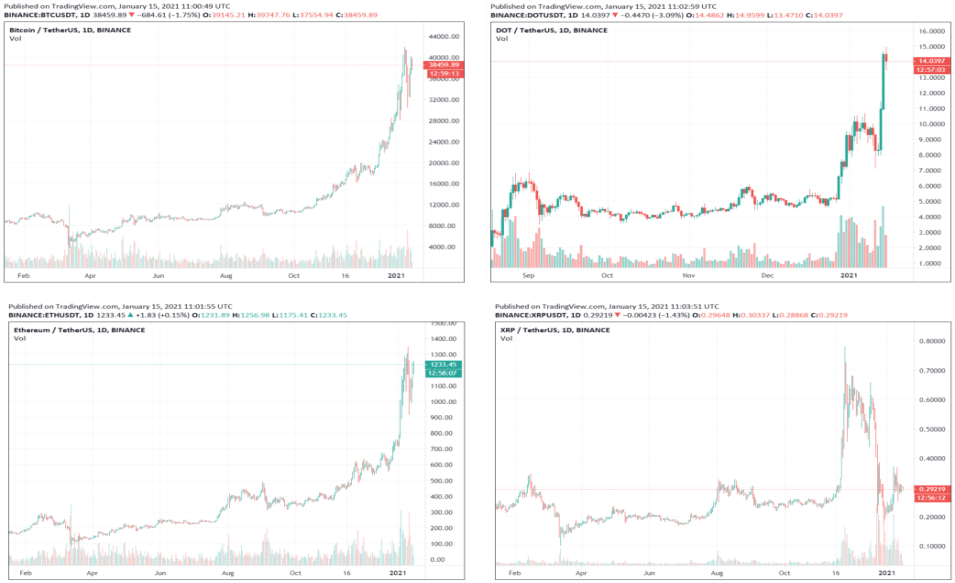 Published on TradingView.com, January 15, 2021 11:00:49 UTC
BINANCE:BTCUSDT, 1D 38459.89 ▼ −684.61 (−1.75%) O:39145.21 H:39747.76 L:37554.94 C:38459.89
Bitcoin / TetherUS, 1D, BINANCE
Vol
44000.00
40000.00
38459.89
12:59:13
36000.00
32000.00
28000.00
24000.00
20000.00
16000.00
12000.00
8000.00
4000.00
Feb Apr Jun Aug Oct 16 2021
Published on TradingView.com, January 15, 2021 11:02:59 UTC
BINANCE:DOTUSDT, 1D 14.0397 ▼ −0.4470 (−3.09%) O:14.4862 H:14.9599 L:13.4710 C:14.0397
DOT / TetherUS, 1D, BINANCE
Vol
16.0000
15.0000
14.0397
12:57:03
13.0000
12.0000
11.0000
10.0000
9.0000
8.0000
7.0000
6.0000
5.0000
4.0000
3.0000
2.0000
1.0000
Sep Oct Nov Dec 2021
Published on TradingView.com, January 15, 2021 11:01:55 UTC
BINANCE:ETHUSDT, 1D 1233.45 ▲ +1.83 (+0.15%) O:1231.89 H:1256.98 L:1175.41 C:1233.45
Ethereum / TetherUS, 1D, BINANCE
Vol
1500.00
1400.00
1300.00
1233.45
12:58:07
1100.00
1000.00
900.00
800.00
700.00
600.00
500.00
400.00
300.00
200.00
100.00
0.00
Feb Apr Jun Aug Oct 16 2021
Published on TradingView.com, January 15, 2021 11:03:51 UTC
BINANCE:XRPUSDT, 1D 0.29219 ▼ −0.00423 (−1.43%) O:0.29648 H:0.30337 L:0.28868 C:0.29219
XRP / TetherUS, 1D, BINANCE
Vol
0.80000
0.70000
0.60000
0.50000
0.40000
0.29219
12:56:12
0.20000
0.10000
Feb Apr Jun Aug Oct 16 2021